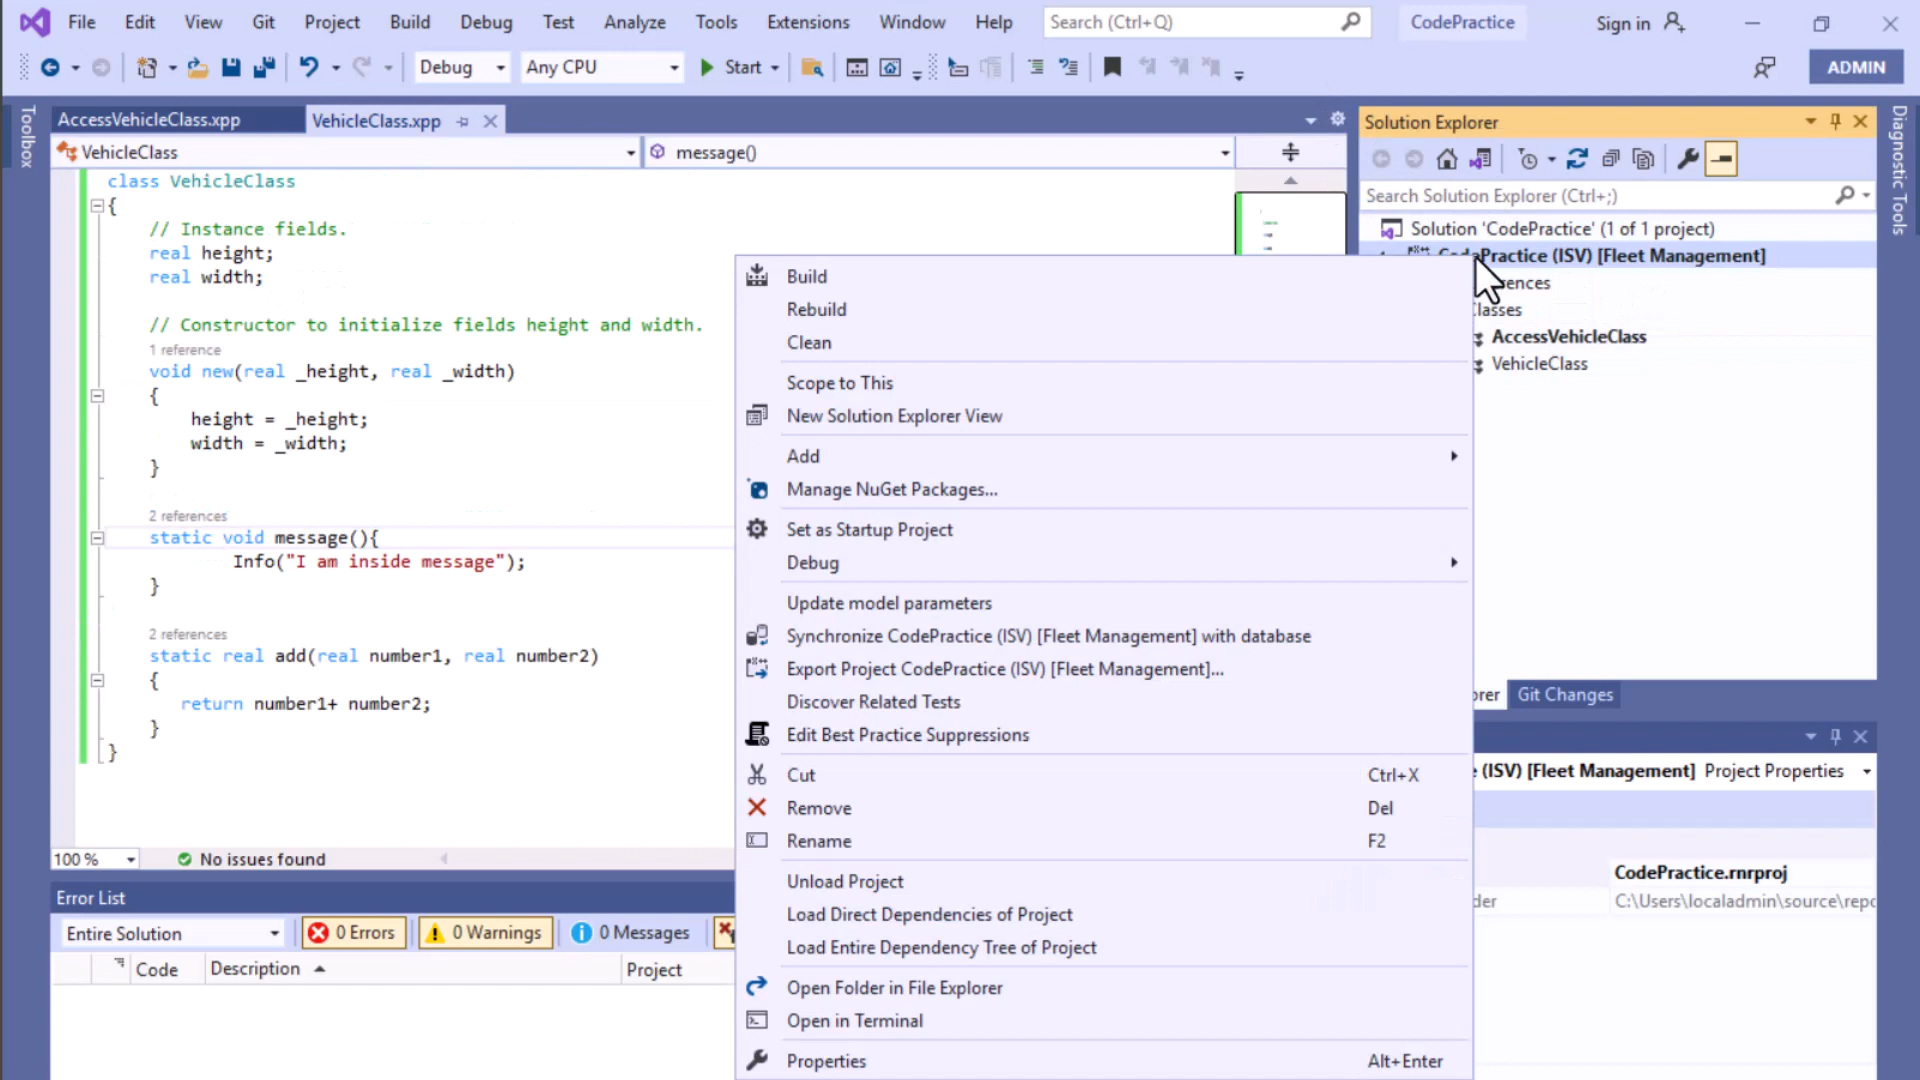 File Edit View Git Project Build Debug Test Analyze Tools Extensions Window Help Search (Ctrl+Q) CodePractice Sign in
Debug Any CPU Start ADMIN
Toolbox
AccessVehicleClass.xpp VehicleClass.xpp
VehicleClass message()
class VehicleClass
{
// Instance fields.
real height;
real width;
// Constructor to initialize fields height and width.
1 reference
void new(real _height, real _width)
{
height = _height;
width = _width;
}
2 references
static void message(){
Info("I am inside message");
}
2 references
static real add(real number1, real number2)
{
return number1+ number2;
}
}
100 % No issues found
Error List
Entire Solution 0 Errors 0 Warnings 0 Messages
Code Description Project
Build
Rebuild
Clean
Scope to This
New Solution Explorer View
Add
Manage NuGet Packages...
Set as Startup Project
Debug
Update model parameters
Synchronize CodePractice (ISV) [Fleet Management] with database
Export Project CodePractice (ISV) [Fleet Management]...
Discover Related Tests
Edit Best Practice Suppressions
Cut Ctrl+X
Remove Del
Rename F2
Unload Project
Load Direct Dependencies of Project
Load Entire Dependency Tree of Project
Open Folder in File Explorer
Open in Terminal
Properties Alt+Enter
Solution Explorer
Search Solution Explorer (Ctrl+;)
Solution 'CodePractice' (1 of 1 project)
CodePractice (ISV) [Fleet Management]
rences
lasses
AccessVehicleClass
VehicleClass
rer Git Changes
(ISV) [Fleet Management] Project Properties
CodePractice.rnrproj
der C:\Users\localadmin\source\repo
Diagnostic Tools